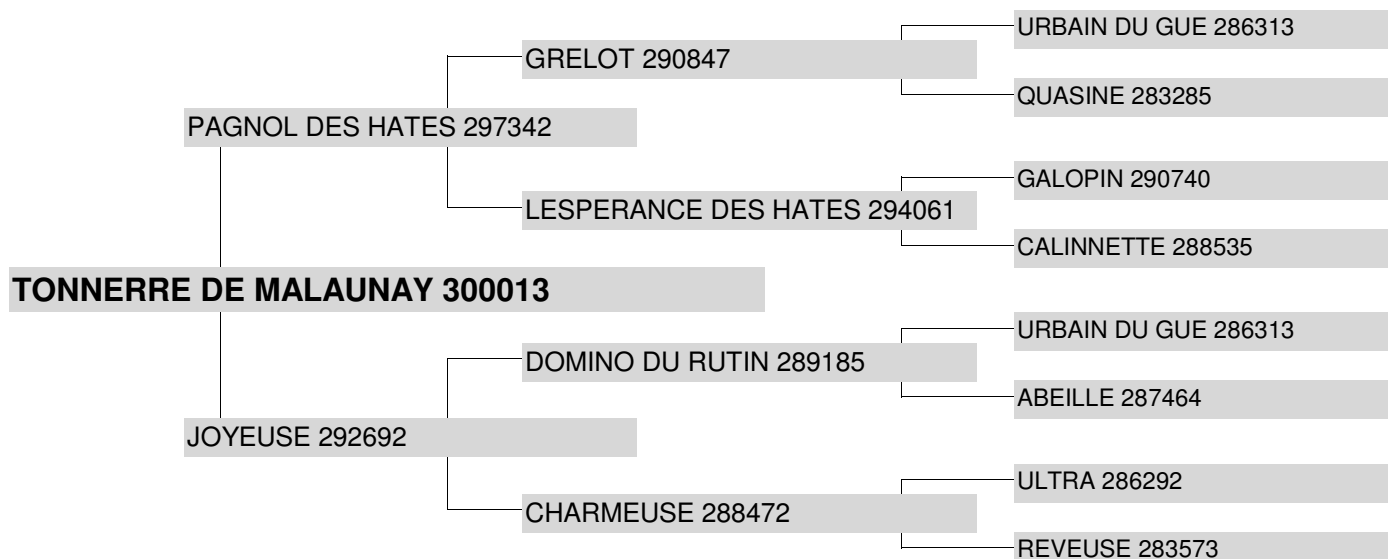 URBAIN DU GUE 286313
GRELOT 290847
QUASINE 283285
PAGNOL DES HATES 297342
GALOPIN 290740
LESPERANCE DES HATES 294061
CALINNETTE 288535
TONNERRE DE MALAUNAY 300013
URBAIN DU GUE 286313
DOMINO DU RUTIN 289185
ABEILLE 287464
JOYEUSE 292692
ULTRA 286292
CHARMEUSE 288472
REVEUSE 283573